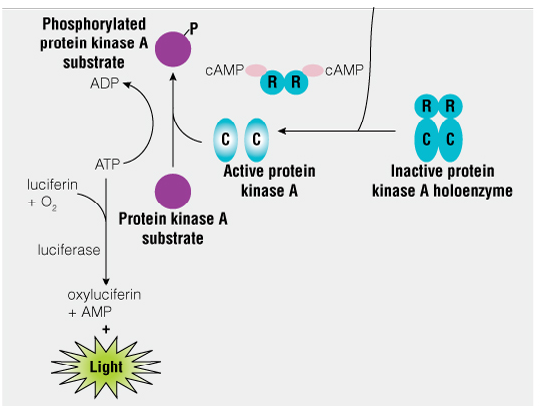 Phosphorylated
protein kinase A
substrate
P
ADP
cAMP
R R
cAMP
R R
C C
C C
ATP
Active protein
kinase A
Inactive protein
kinase A holoenzyme
luciferin
+ O₂
Protein kinase A
substrate
luciferase
oxyluciferin
+ AMP
+
Light